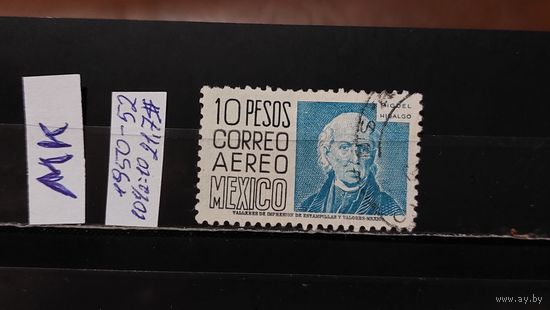 MK
1950-52
10 PESOS
CORREO
AEREO
MEXICO
MIGUEL
HIDALGO
TALLERES DE IMPRESION DE ESTAMPILLAS Y VALORES-MEXICO
www.ay.by